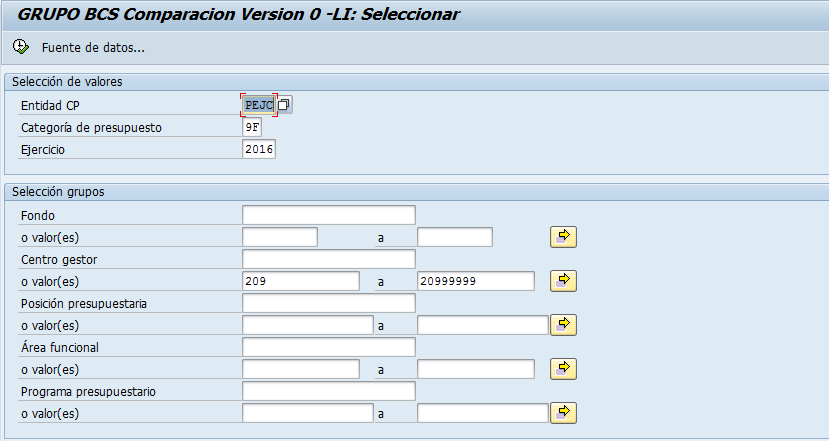 GRUPO BCS Comparacion Version 0 -LI: Seleccionar
Fuente de datos...
Selección de valores
Entidad CP PEJC
Categoría de presupuesto 9F
Ejercicio 2016
Selección grupos
Fondo
o valor(es) a
Centro gestor
o valor(es) 209 a 20999999
Posición presupuestaria
o valor(es) a
Área funcional
o valor(es) a
Programa presupuestario
o valor(es) a